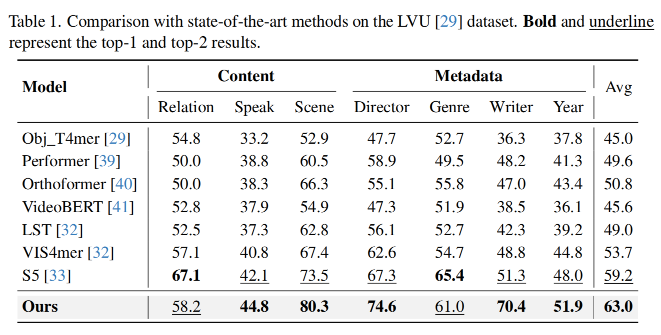 Table 1. Comparison with state-of-the-art methods on the LVU [29] dataset. Bold and underline
represent the top-1 and top-2 results.
Model Content Metadata Avg
Relation Speak Scene Director Genre Writer Year
Obj_T4mer [29] 54.8 33.2 52.9 47.7 52.7 36.3 37.8 45.0
Performer [39] 50.0 38.8 60.5 58.9 49.5 48.2 41.3 49.6
Orthoformer [40] 50.0 38.3 66.3 55.1 55.8 47.0 43.4 50.8
VideoBERT [41] 52.8 37.9 54.9 47.3 51.9 38.5 36.1 45.6
LST [32] 52.5 37.3 62.8 56.1 52.7 42.3 39.2 49.0
VIS4mer [32] 57.1 40.8 67.4 62.6 54.7 48.8 44.8 53.7
S5 [33] 67.1 42.1 73.5 67.3 65.4 51.3 48.0 59.2
Ours 58.2 44.8 80.3 74.6 61.0 70.4 51.9 63.0